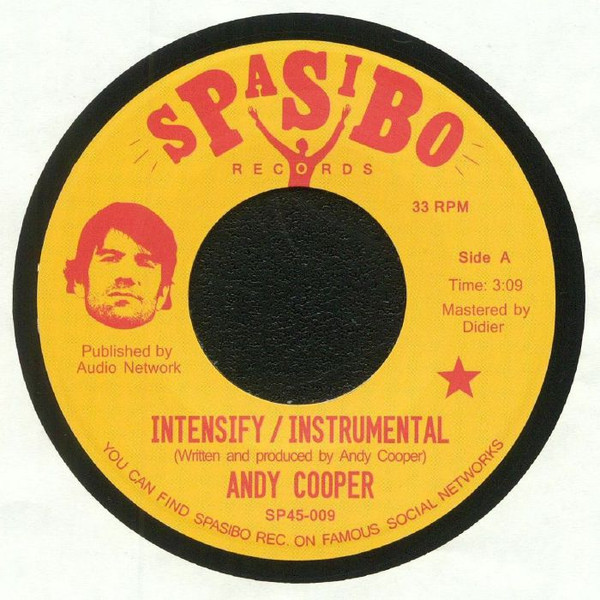 SPASIBO
RECORDS
33 RPM
Side A
Time: 3:09
Mastered by
Didier
Published by
Audio Network
INTENSIFY / INSTRUMENTAL
(Written and produced by Andy Cooper)
ANDY COOPER
SP45-009
YOU CAN FIND SPASIBO REC. ON FAMOUS SOCIAL NETWORKS